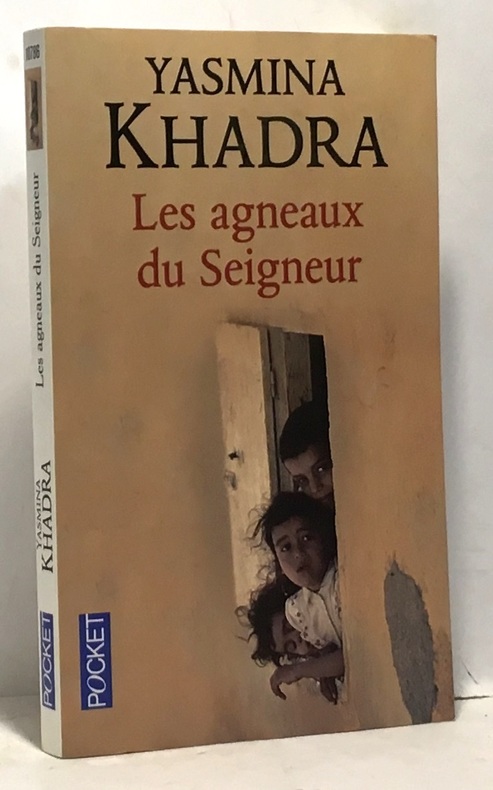 YASMINA
KHADRA
Les agneaux
du Seigneur
POCKET
Les agneaux du Seigneur
YASMINA
KHADRA
POCKET